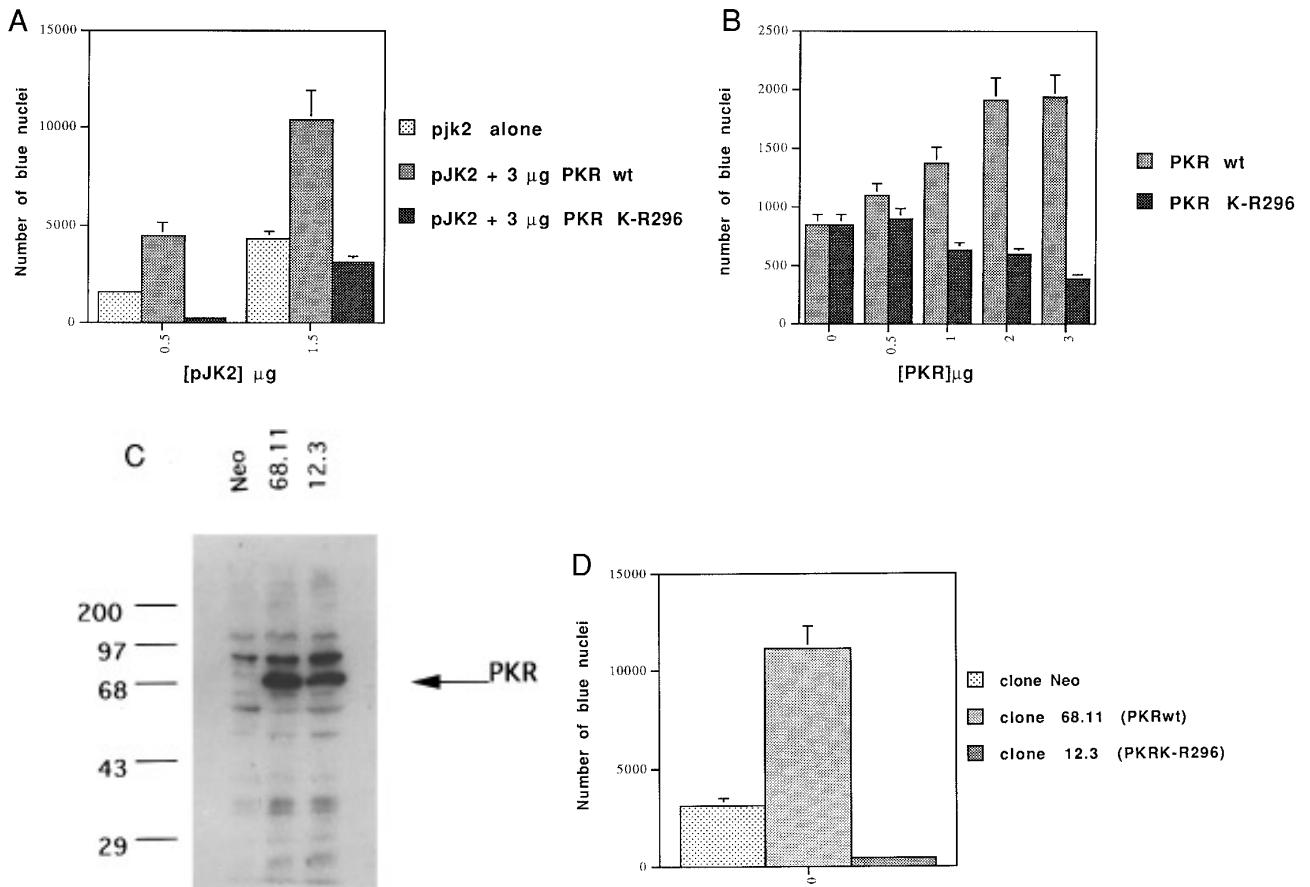 A
15000
10000
5000
0
Number of blue nuclei
0.5
1.5
[pJK2] µg
pjk2 alone
pJK2 + 3 µg PKR wt
pJK2 + 3 µg PKR K-R296
B
2500
2000
1500
1000
500
0
number of blue nuclei
0
0.5
1
2
3
[PKR]µg
PKR wt
PKR K-R296
C
Neo
68.11
12.3
200
97
68
43
29
PKR
D
15000
10000
5000
0
Number of blue nuclei
0
clone Neo
clone 68.11 (PKRwt)
clone 12.3 (PKRK-R296)